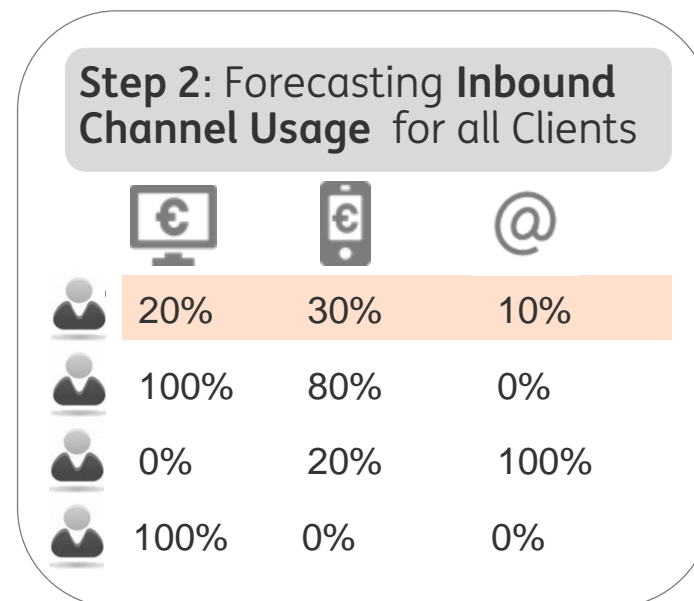 Step 2: Forecasting Inbound
Channel Usage for all Clients
€ € @
20% 30% 10%
100% 80% 0%
0% 20% 100%
100% 0% 0%